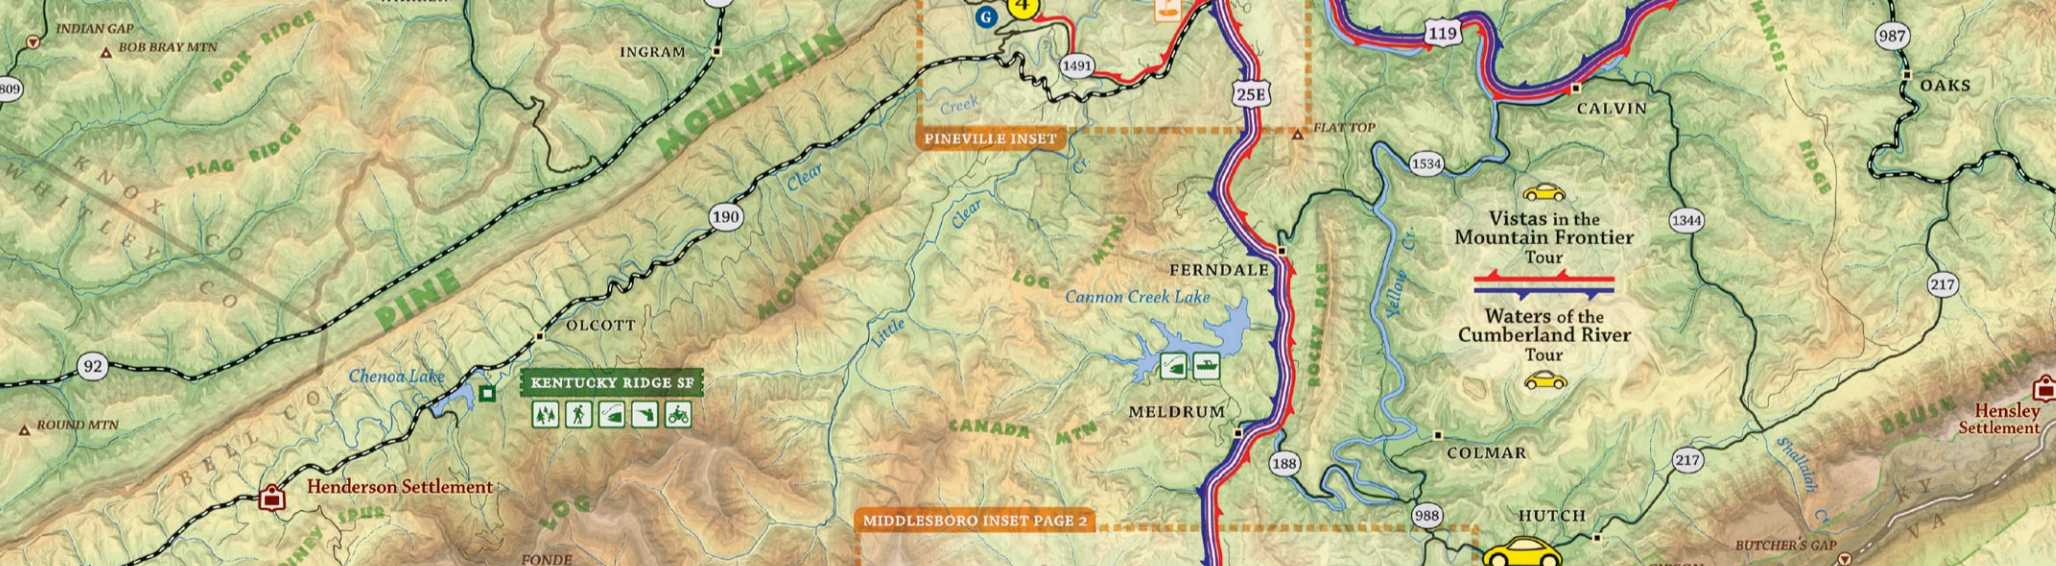 INDIAN GAP
BOB BRAY MTN
FORK RIDGE
809
INGRAM
MOUNTAIN
G
4
1491
25E
119
CALVIN
987
OAKS
FLAG RIDGE
KNOX CO
WHITLEY CO
Creek
PINEVILLE INSET
FLAT TOP
1534
RIDGE
Clear
Clear
Cr.
190
LOG MTNS
MOUNTAINS
PINE
Vistas in the
Mountain Frontier
Tour
1344
Yellow Cr.
FERNDALE
Cannon Creek Lake
217
Waters of the
Cumberland River
Tour
OLCOTT
Little
ROCKY FACE
92
Chenoa Lake
KENTUCKY RIDGE SF
MELDRUM
ROUND MTN
BELL CO
CANADA MTN
188
COLMAR
217
BRUSH MTN
Hensley
Settlement
Shallalah Cr.
Henderson Settlement
LOG
SPUR
MIDDLESBORO INSET PAGE 2
988
HUTCH
KY
VA
BUTCHER'S GAP
FONDE